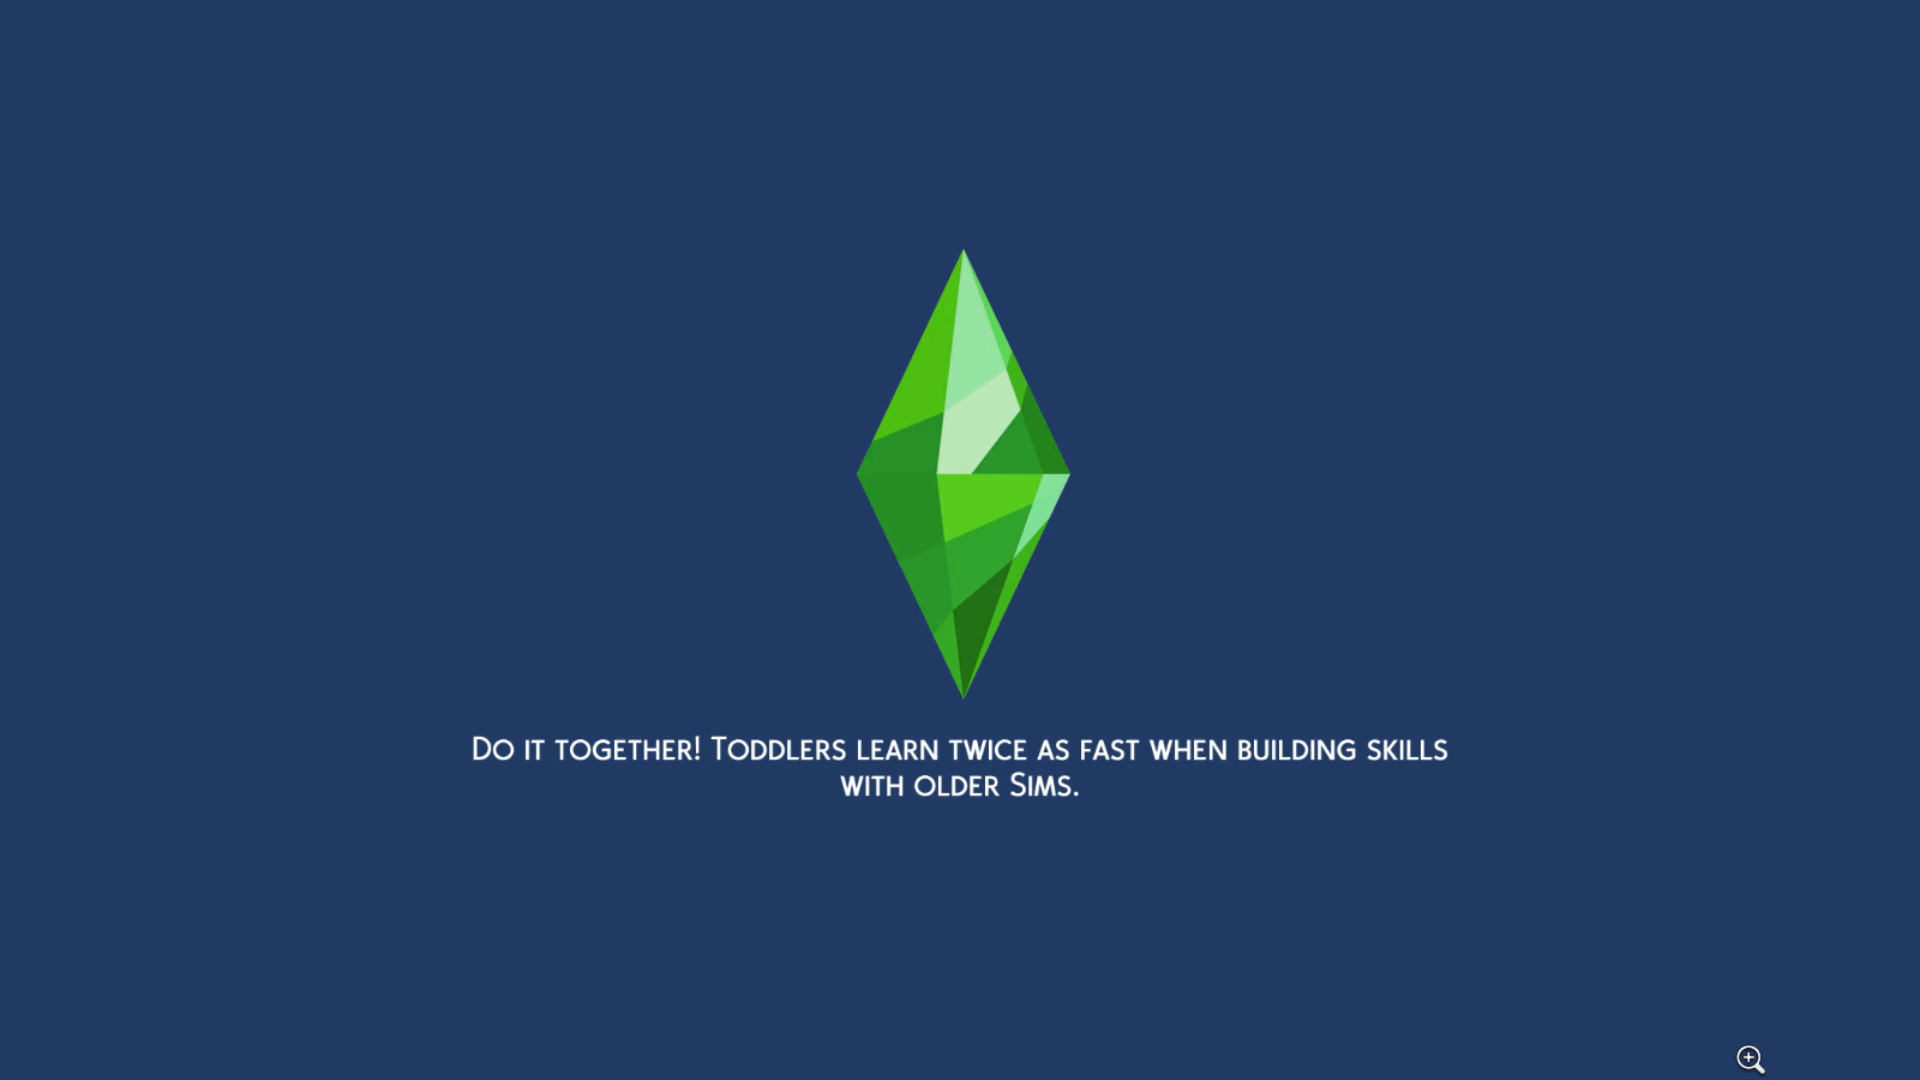 Do it together! Toddlers learn twice as fast when building skills
with older Sims.